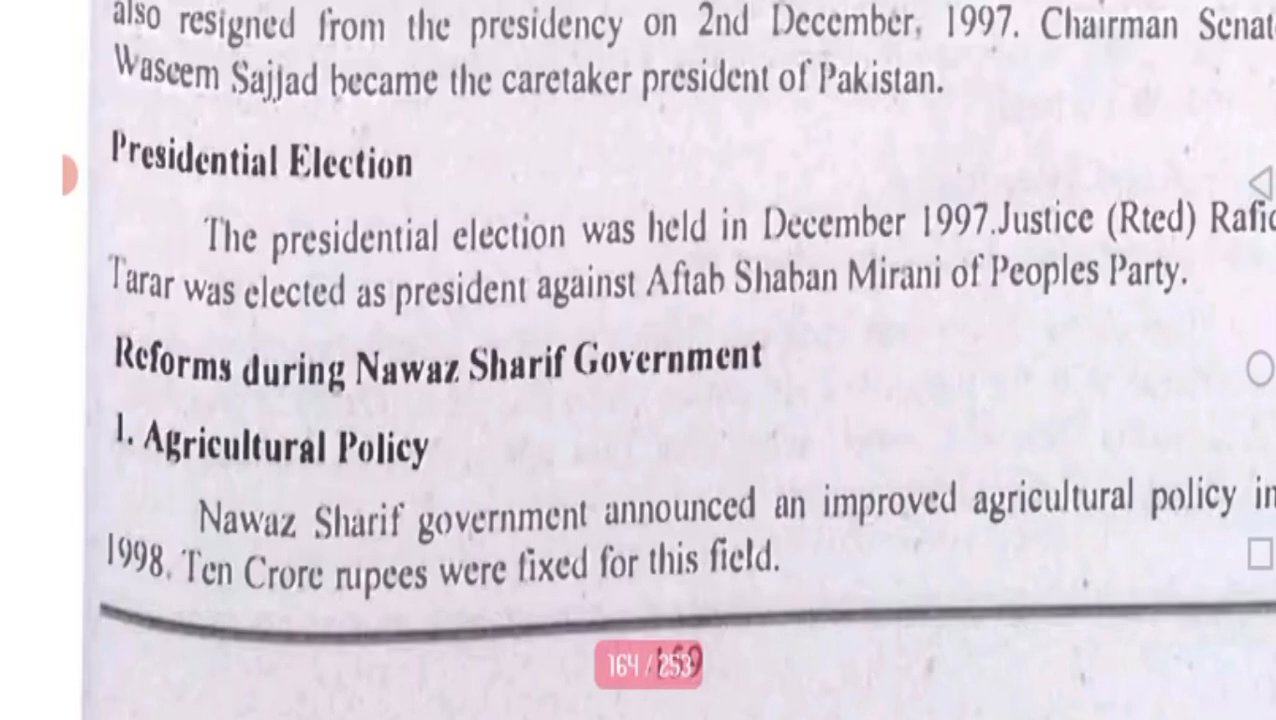 also resigned from the presidency on 2nd December, 1997. Chairman Senat
Waseem Sajjad became the caretaker president of Pakistan.
Presidential Election
The presidential election was held in December 1997.Justice (Rted) Rafiq
Tarar was elected as president against Aftab Shaban Mirani of Peoples Party.
Reforms during Nawaz Sharif Government
1. Agricultural Policy
Nawaz Sharif government announced an improved agricultural policy in
1998. Ten Crore rupees were fixed for this field.
164 / 253